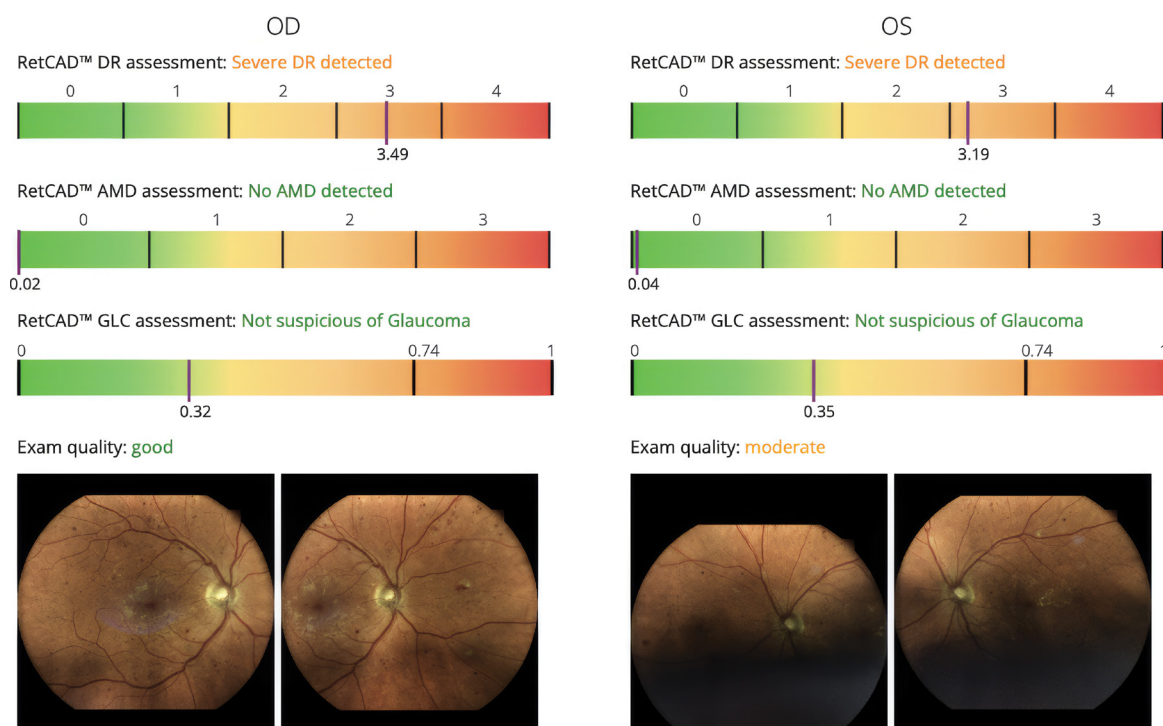 OD
RetCAD™ DR assessment: Severe DR detected
0 1 2 3 4
3.49
RetCAD™ AMD assessment: No AMD detected
0 1 2 3
0.02
RetCAD™ GLC assessment: Not suspicious of Glaucoma
0 0.74 1
0.32
Exam quality: good
OS
RetCAD™ DR assessment: Severe DR detected
0 1 2 3 4
3.19
RetCAD™ AMD assessment: No AMD detected
0 1 2 3
0.04
RetCAD™ GLC assessment: Not suspicious of Glaucoma
0 0.74 1
0.35
Exam quality: moderate